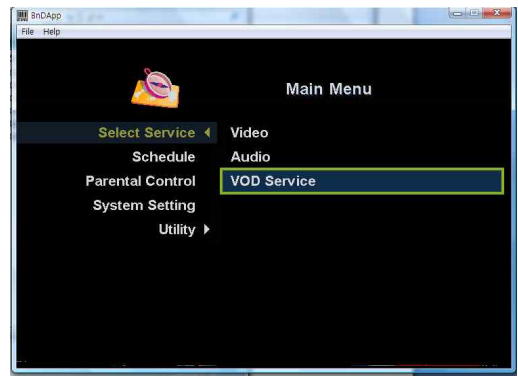 BnDApp
File Help
Main Menu
Select Service Video
Schedule Audio
Parental Control VOD Service
System Setting
Utility